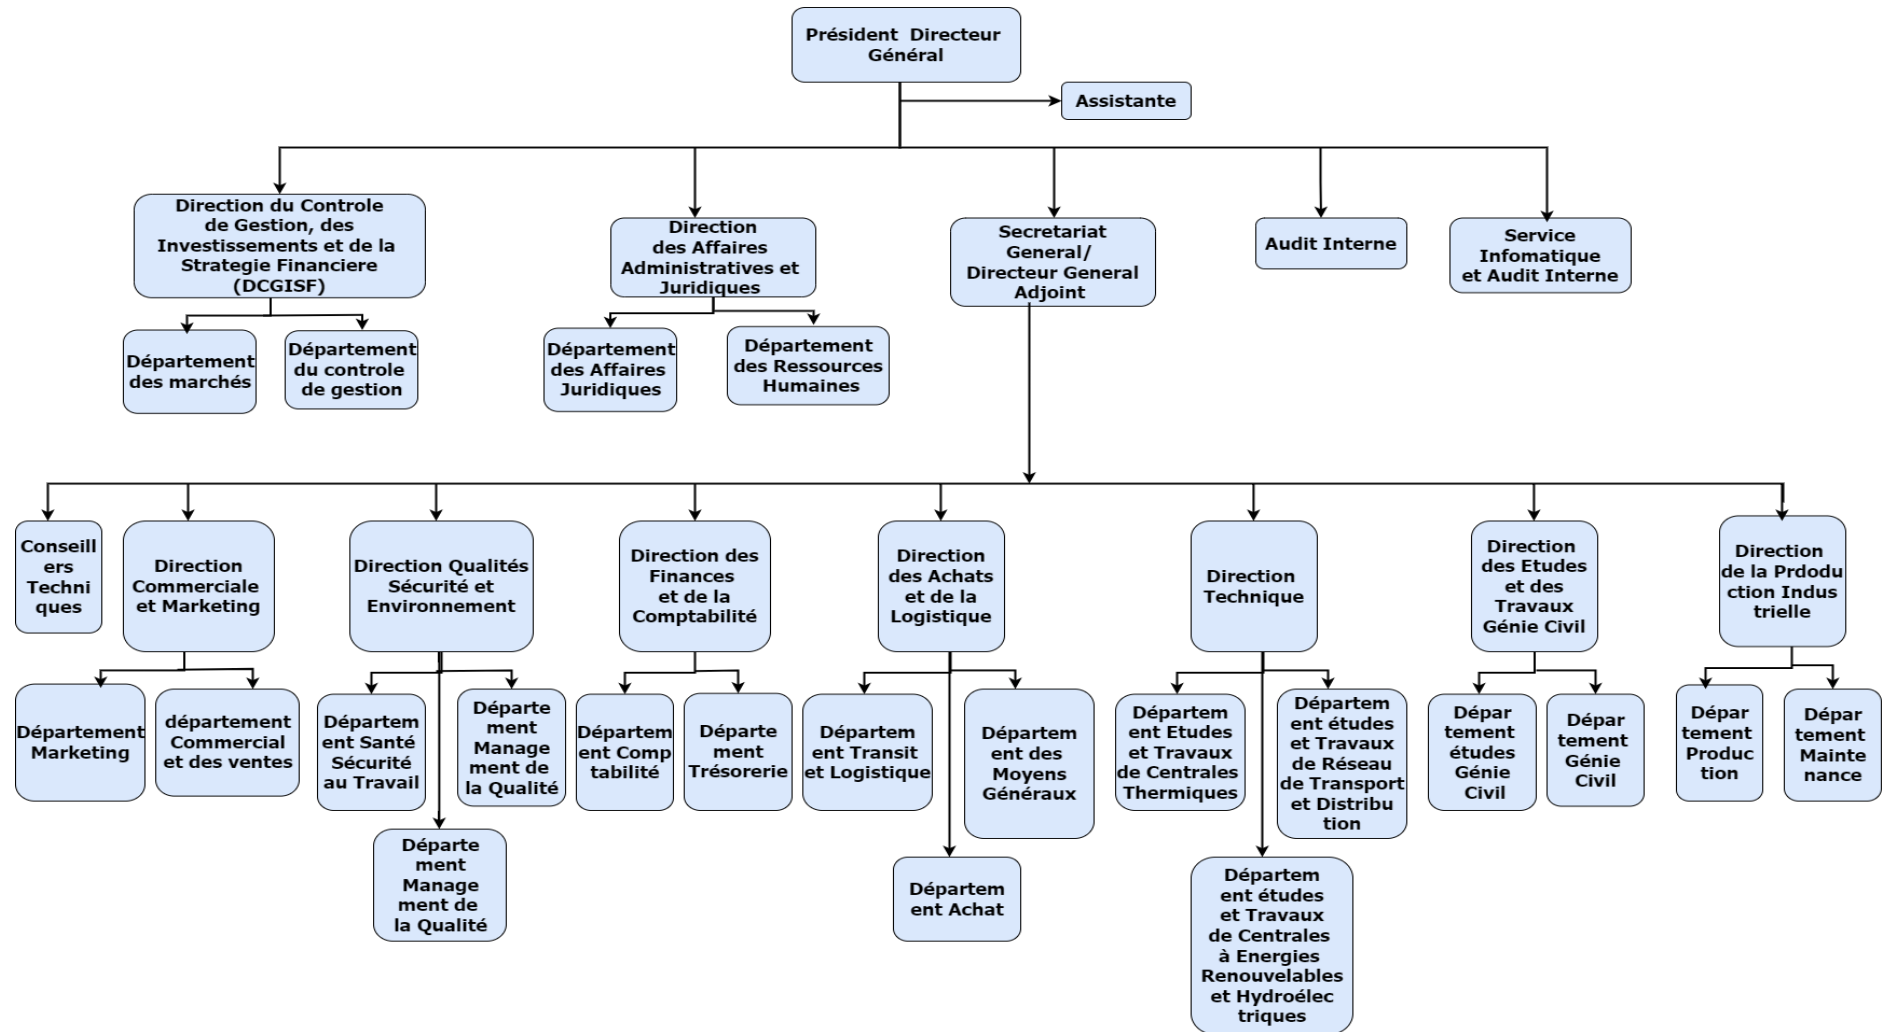 Président  Directeur
Général
Assistante
Direction du Controle
de Gestion, des
Investissements et de la
Strategie Financiere
(DCGISF)
Direction
des Affaires
Administratives et
Juridiques
Secretariat
General/
Directeur General
Adjoint
Audit Interne
Service
Infomatique
et Audit Interne
Département
des marchés
Département
du controle
de gestion
Département
des Affaires
Juridiques
Département
des Ressources
Humaines
Conseill
ers
Techni
ques
Direction
Commerciale
et Marketing
Direction Qualités
Sécurité et
Environnement
Direction des
Finances
et de la
Comptabilité
Direction
des Achats
et de la
Logistique
Direction
Technique
Direction
des Etudes
et des
Travaux
Génie Civil
Direction
de la Prdodu
ction Indus
trielle
Département
Marketing
département
Commercial
et des ventes
Départem
ent Santé
Sécurité
au Travail
Départe
ment
Manage
ment de
la Qualité
Départem
ent Comp
tabilité
Départe
ment
Trésorerie
Départem
ent Transit
et Logistique
Départem
ent des
Moyens
Généraux
Départem
ent Etudes
et Travaux
de Centrales
Thermiques
Départem
ent études
et Travaux
de Réseau
de Transport
et Distribu
tion
Dépar
tement
études
Génie
Civil
Dépar
tement
Génie
Civil
Dépar
tement
Produc
tion
Dépar
tement
Mainte
nance
Départe
ment
Manage
ment de
la Qualité
Départem
ent Achat
Départem
ent études
et Travaux
de Centrales
à Energies
Renouvelables
et Hydroélec
triques